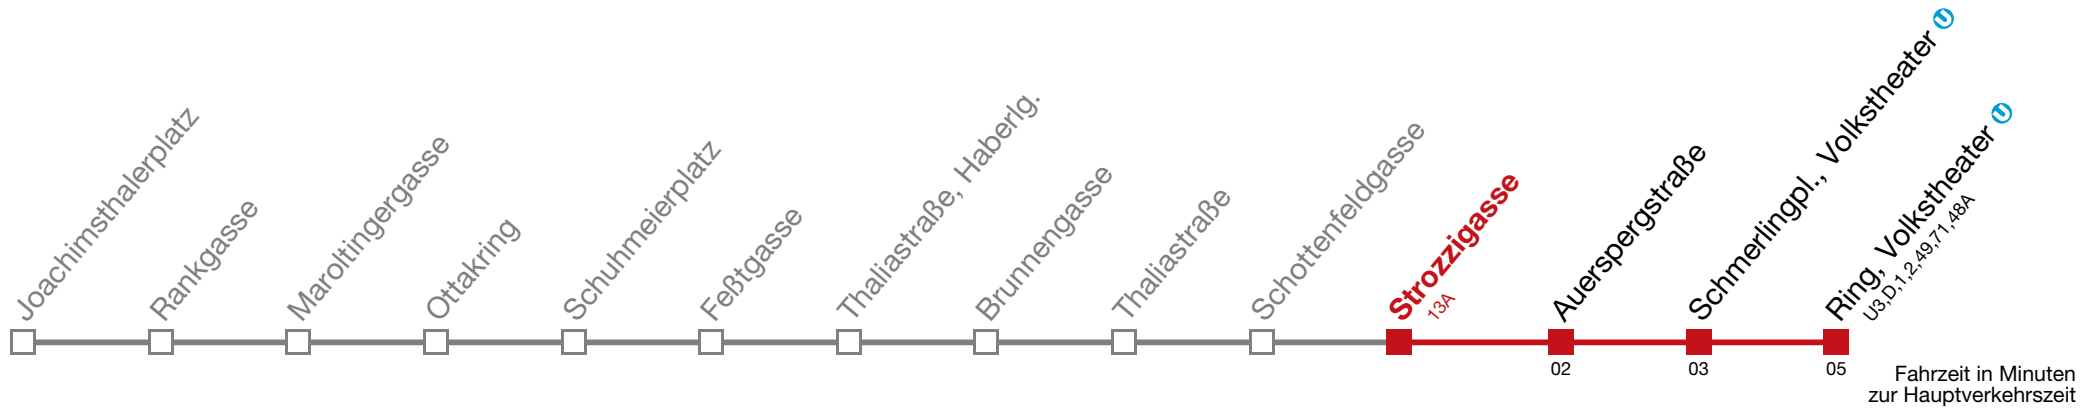 Joachimsthalerplatz
Rankgasse
Maroltingergasse
Ottakring
Schuhmeierplatz
Feßtgasse
Thaliastraße, Haberlg.
Brunnengasse
Thaliastraße
Schottenfeldgasse
Strozzigasse
13A
Auerspergstraße
Schmerlingpl., Volkstheater U
Ring, Volkstheater U
U3,D,1,2,49,71,48A
02
03
05
Fahrzeit in Minuten
zur Hauptverkehrszeit